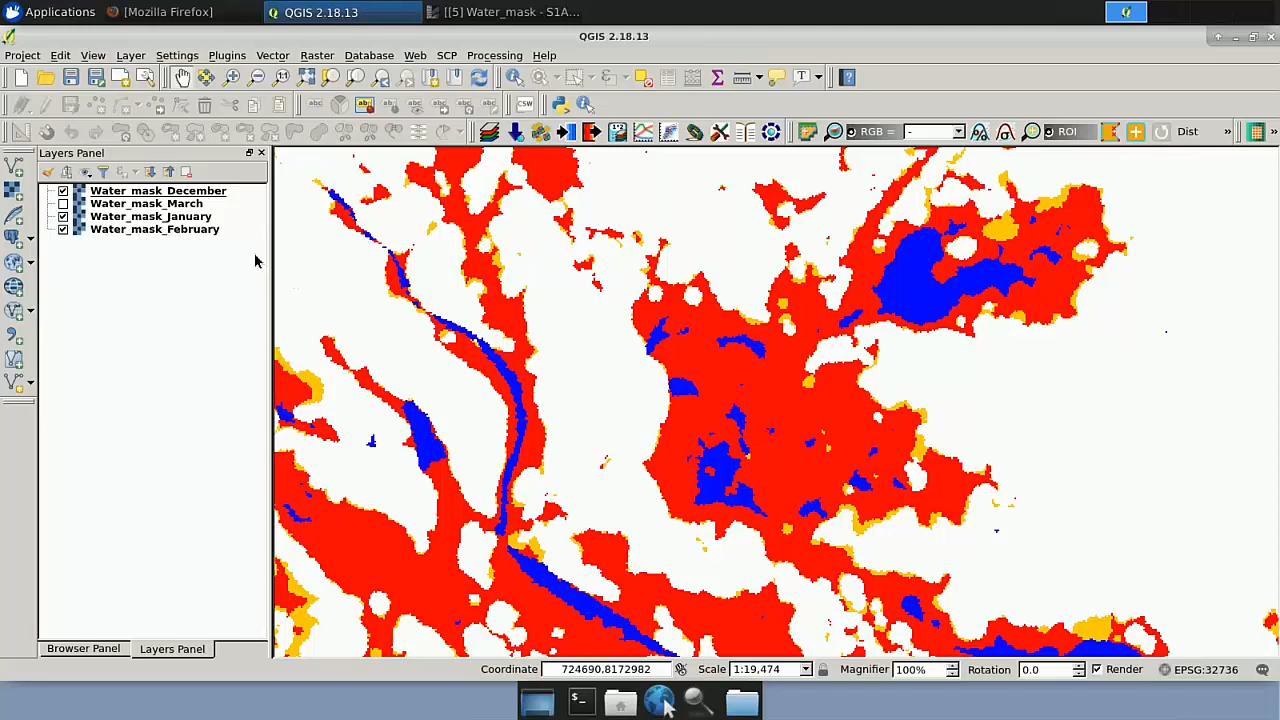 Applications [Mozilla Firefox] QGIS 2.18.13 [[5] Water_mask - S1A...
QGIS 2.18.13
Project Edit View Layer Settings Plugins Vector Raster Database Web SCP Processing Help
CSW
RGB = - ROI Dist » »
Layers Panel
Water_mask_December
Water_mask_March
Water_mask_January
Water_mask_February
Browser Panel Layers Panel
Coordinate 724690,8172982 Scale 1:19,474 Magnifier 100% Rotation 0.0 Render EPSG:32736